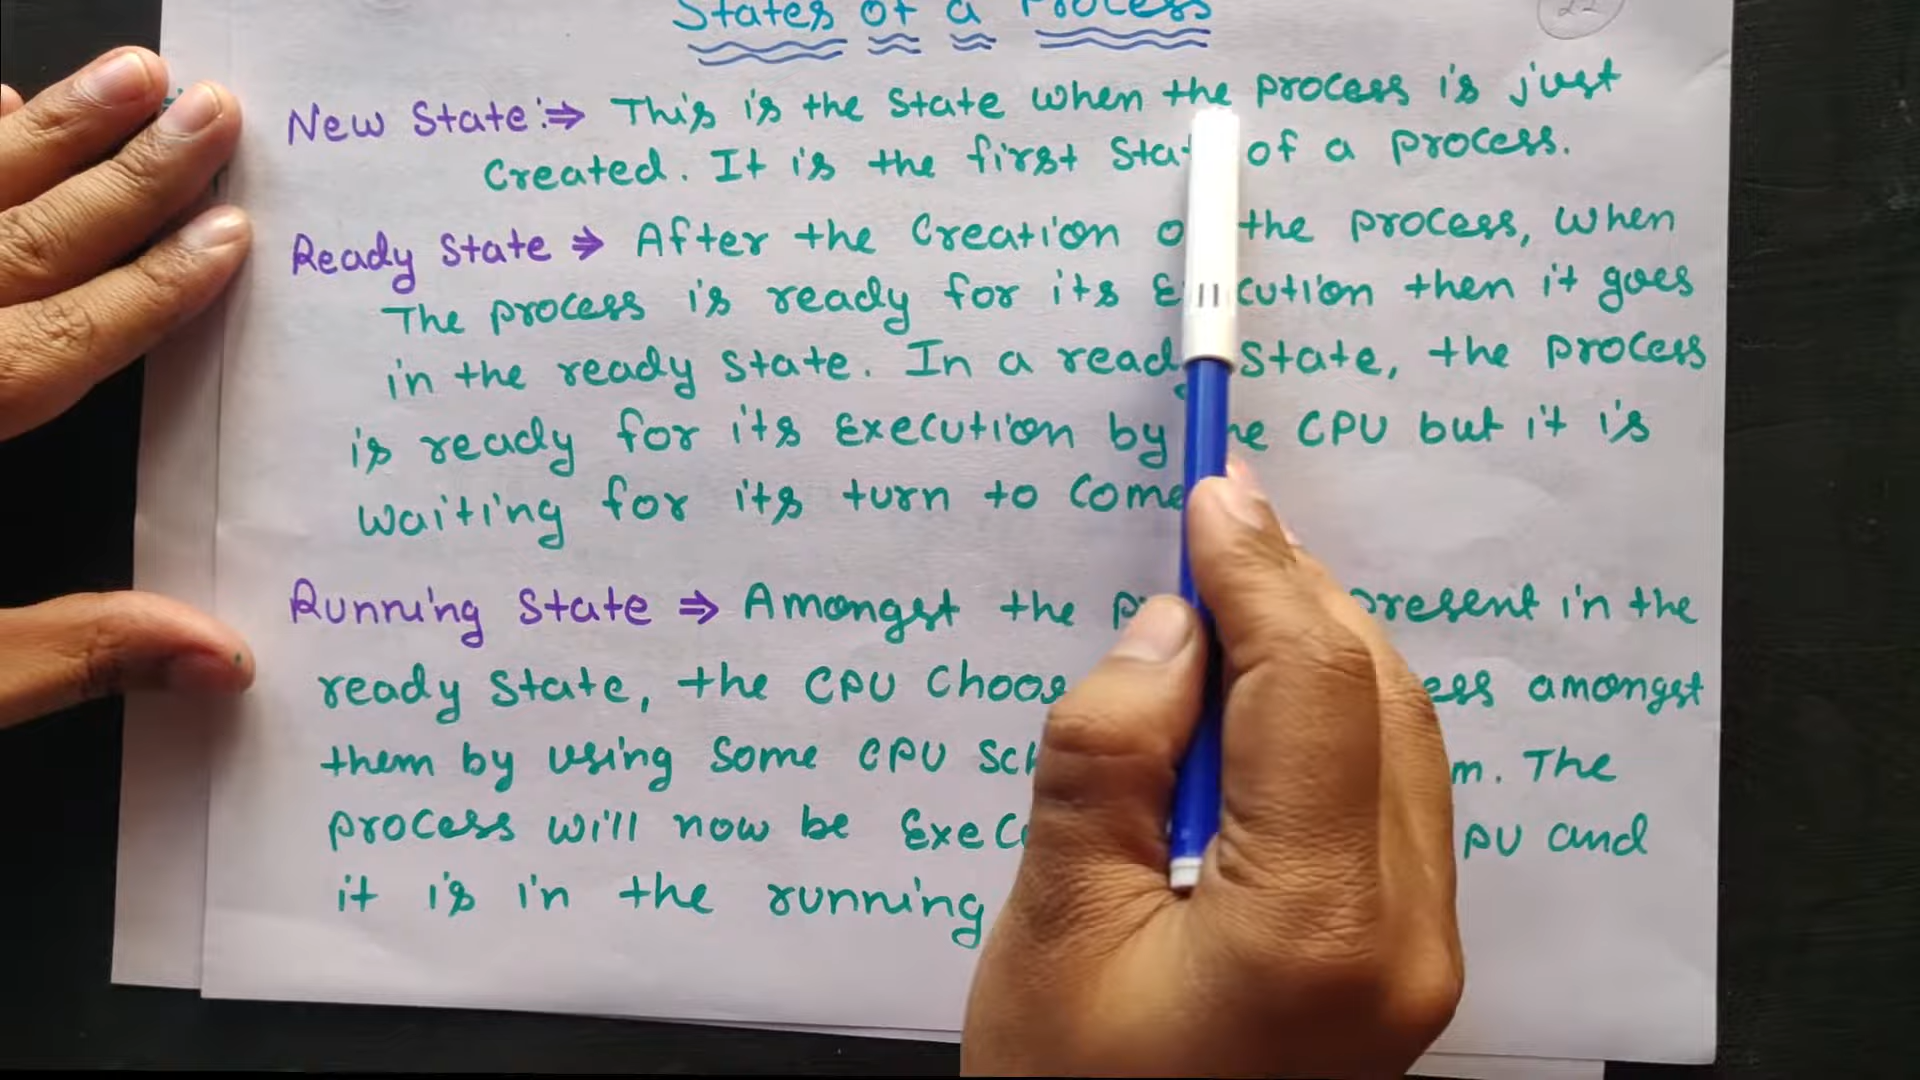 States of a Process
22
New State:⇒ This is the State when the process is just
Created. It is the first of a process.
Ready State ⇒ After the Creation the process, when
The process is ready for its then it goes
in the ready state. In a ready State, the process
is ready for its Execution by CPU but it is
waiting for its turn to Come
Running State ⇒ Amongst the present in the
ready state, the CPU amongst
them by using Some CPU The
process will now be and
it is in the running